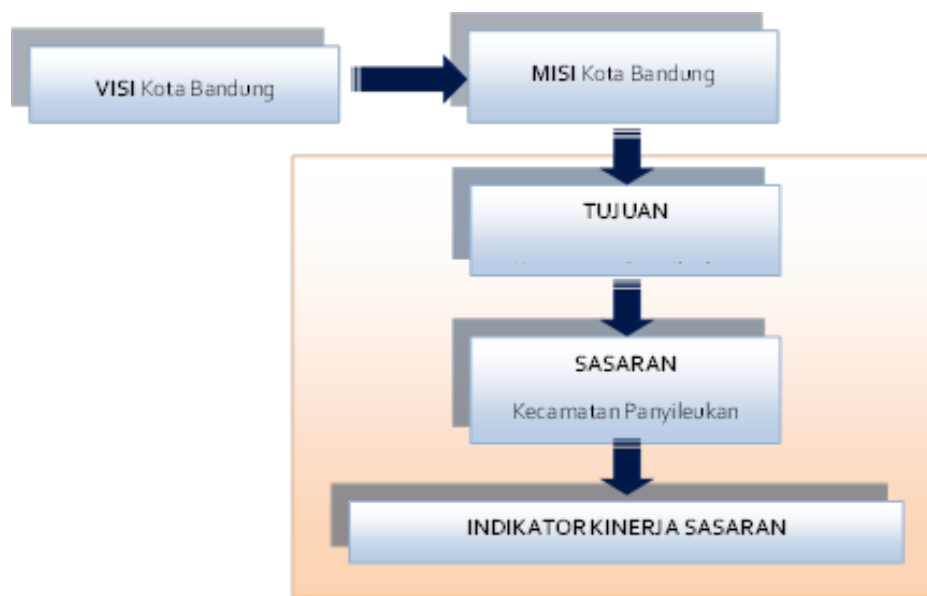 VISI Kota Bandung
MISI Kota Bandung
TUJUAN
SASARAN
Kecamatan Panyileukan
INDIKATOR KINERJA SASARAN